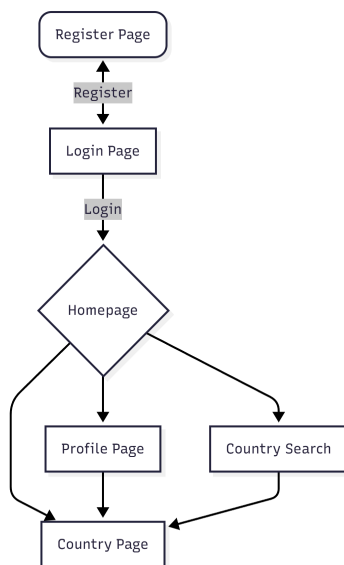 Register Page
Register
Login Page
Login
Homepage
Profile Page
Country Search
Country Page